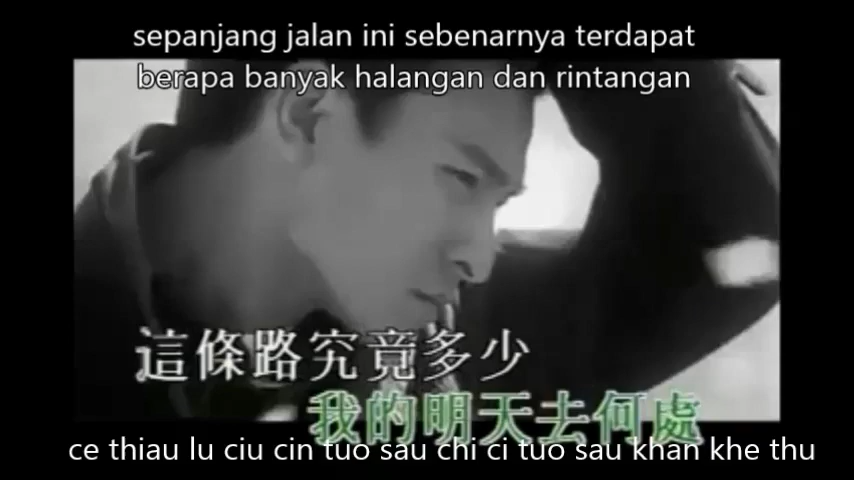 sepanjang jalan ini sebenarnya terdapat
berapa banyak halangan dan rintangan
這條路究竟多少
我的明天去何處
ce thiau lu ciu cin tuo sau chi ci tuo sau khan khe thu